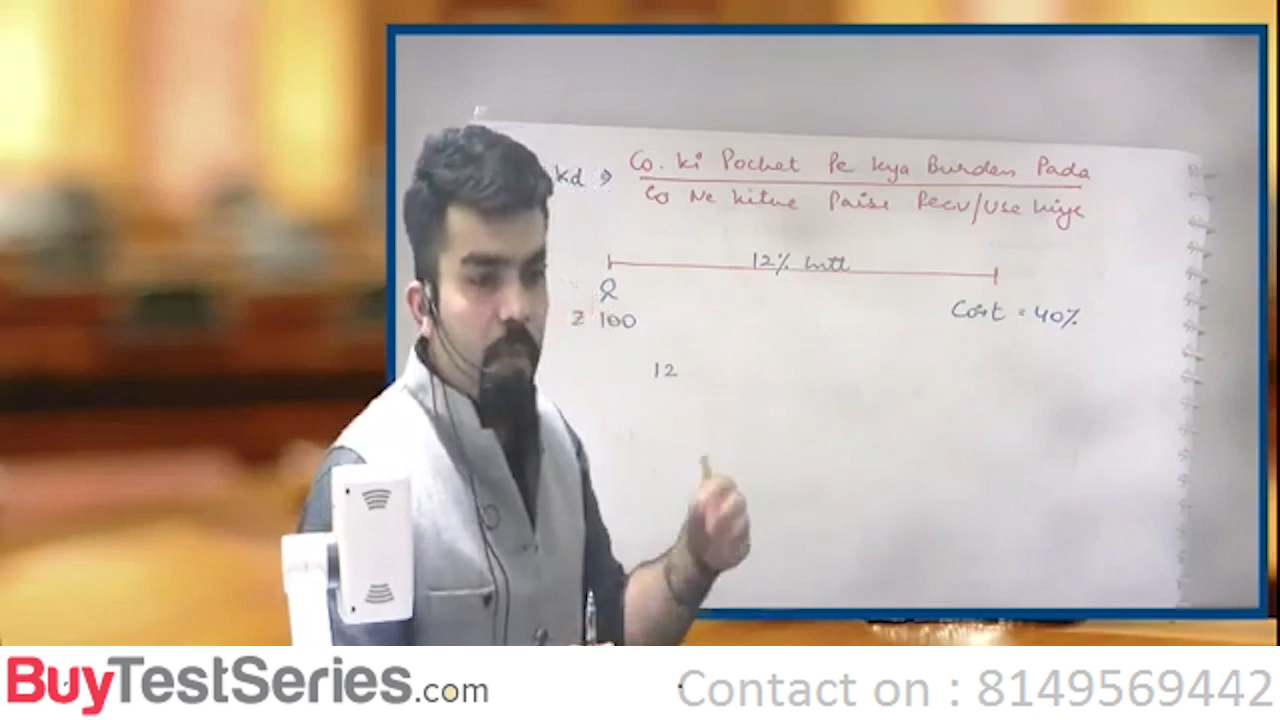 Kd → Co. Ki Pocket Pe Kya Burden Pada
Co Ne kitne Paise Recv/Use kiye
12% Intt
100
Cost = 40%
12
BuyTestSeries.com
Contact on : 8149569442